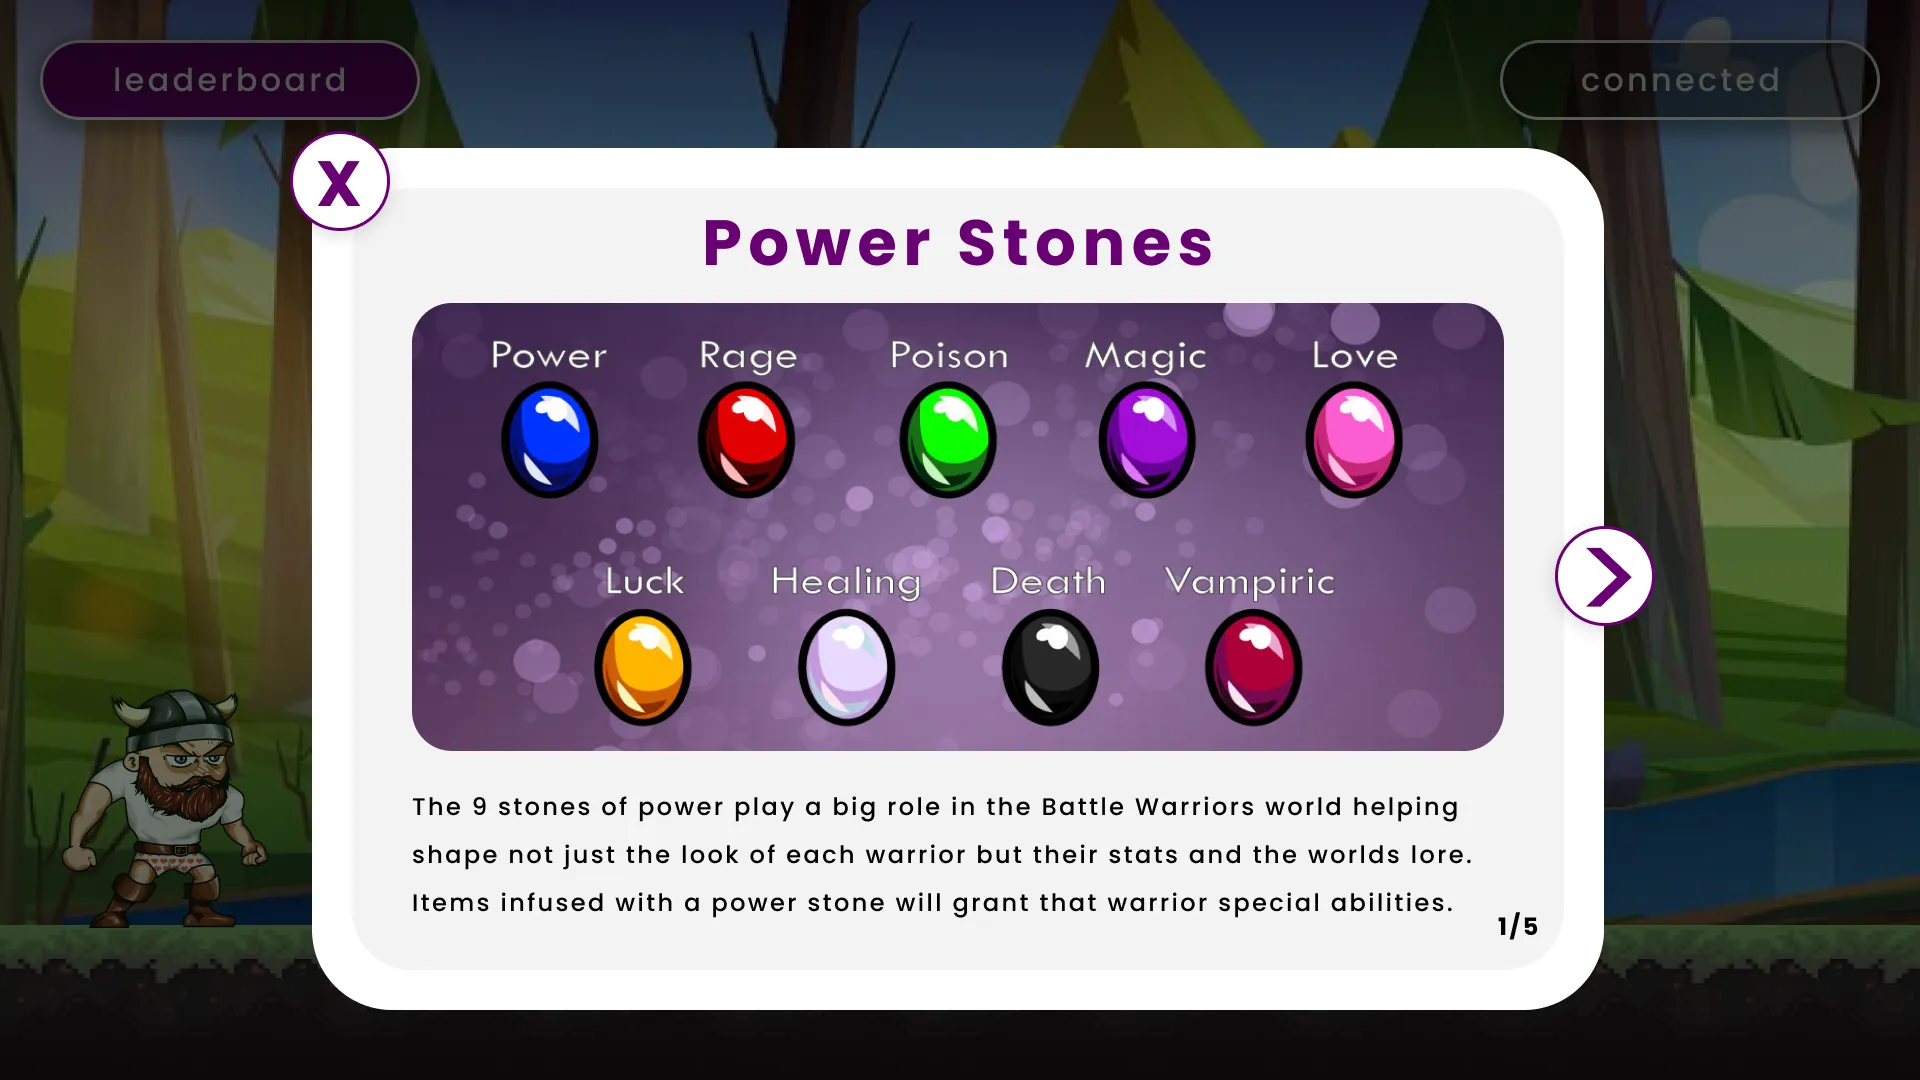 leaderboard
connected
X
Power Stones
Power Rage Poison Magic Love
Luck Healing Death Vampiric
The 9 stones of power play a big role in the Battle Warriors world helping
shape not just the look of each warrior but their stats and the worlds lore.
Items infused with a power stone will grant that warrior special abilities.
1/5